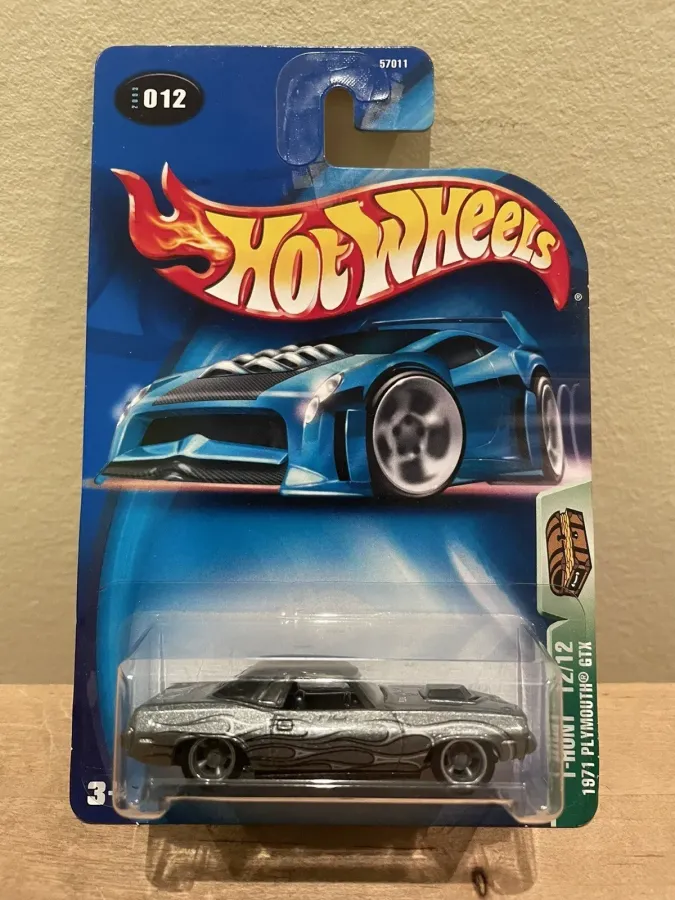 57011
2003
012
HOT WHEELS
®
T-HUNT 12/12
1971 PLYMOUTH® GTX
3+